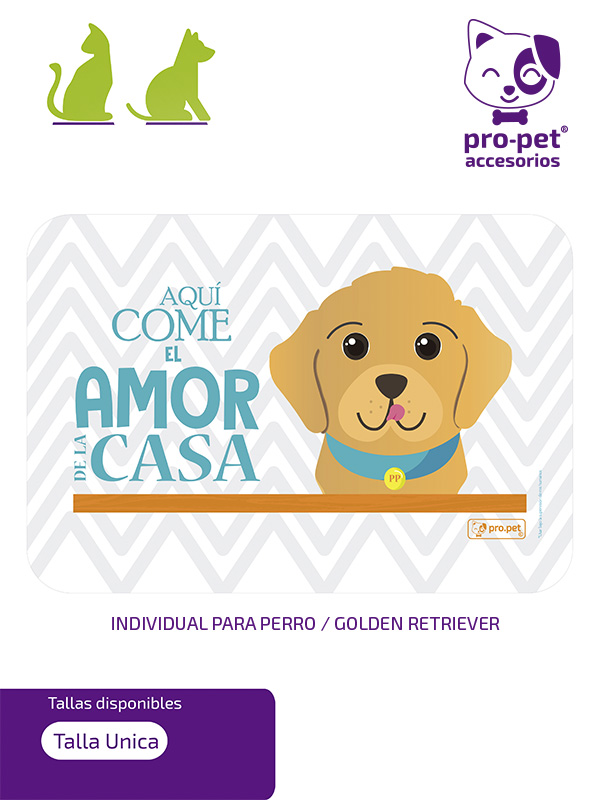 pro-pet®
accesorios
AQUÍ
COME
EL
AMOR
DE LA CASA
PP
pro.pet®
INDIVIDUAL PARA PERRO / GOLDEN RETRIEVER
Tallas disponibles
Talla Unica